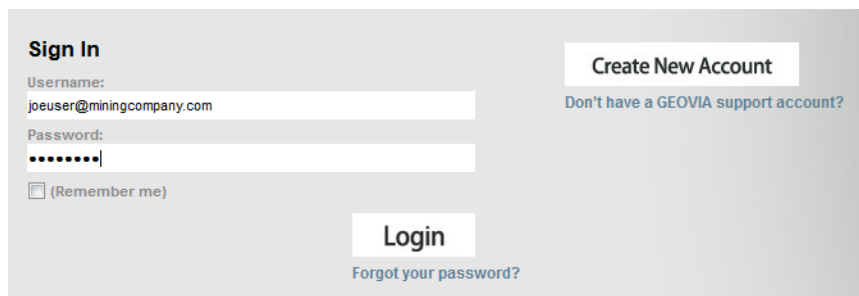 Sign In
Username:
joeuser@miningcompany.com
Password:
••••••••
(Remember me)
Login
Forgot your password?
Create New Account
Don't have a GEOVIA support account?